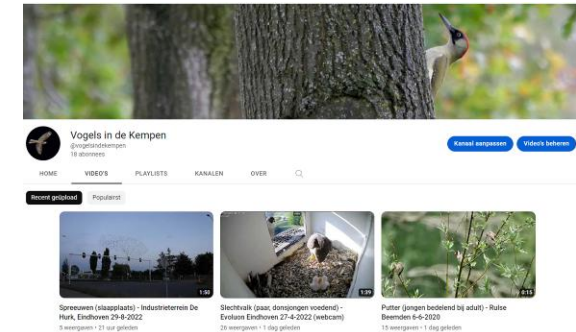 Vogels in de Kempen
@vogelsindekempen
18 abonnees
Kanaal aanpassen
Video's beheren
HOME
VIDEO'S
PLAYLISTS
KANALEN
OVER
Recent geüpload
Populairst
1:50
1:39
0:15
Spreeuwen (slaapplaats) - Industrieterrein De
Hurk, Eindhoven 29-8-2022
5 weergaven • 21 uur geleden
Slechtvalk (paar, donsjongen voedend) -
Evoluon Eindhoven 27-4-2022 (webcam)
26 weergaven • 1 dag geleden
Putter (jongen bedelend bij adult) - Rulse
Beemden 6-6-2020
15 weergaven • 1 dag geleden